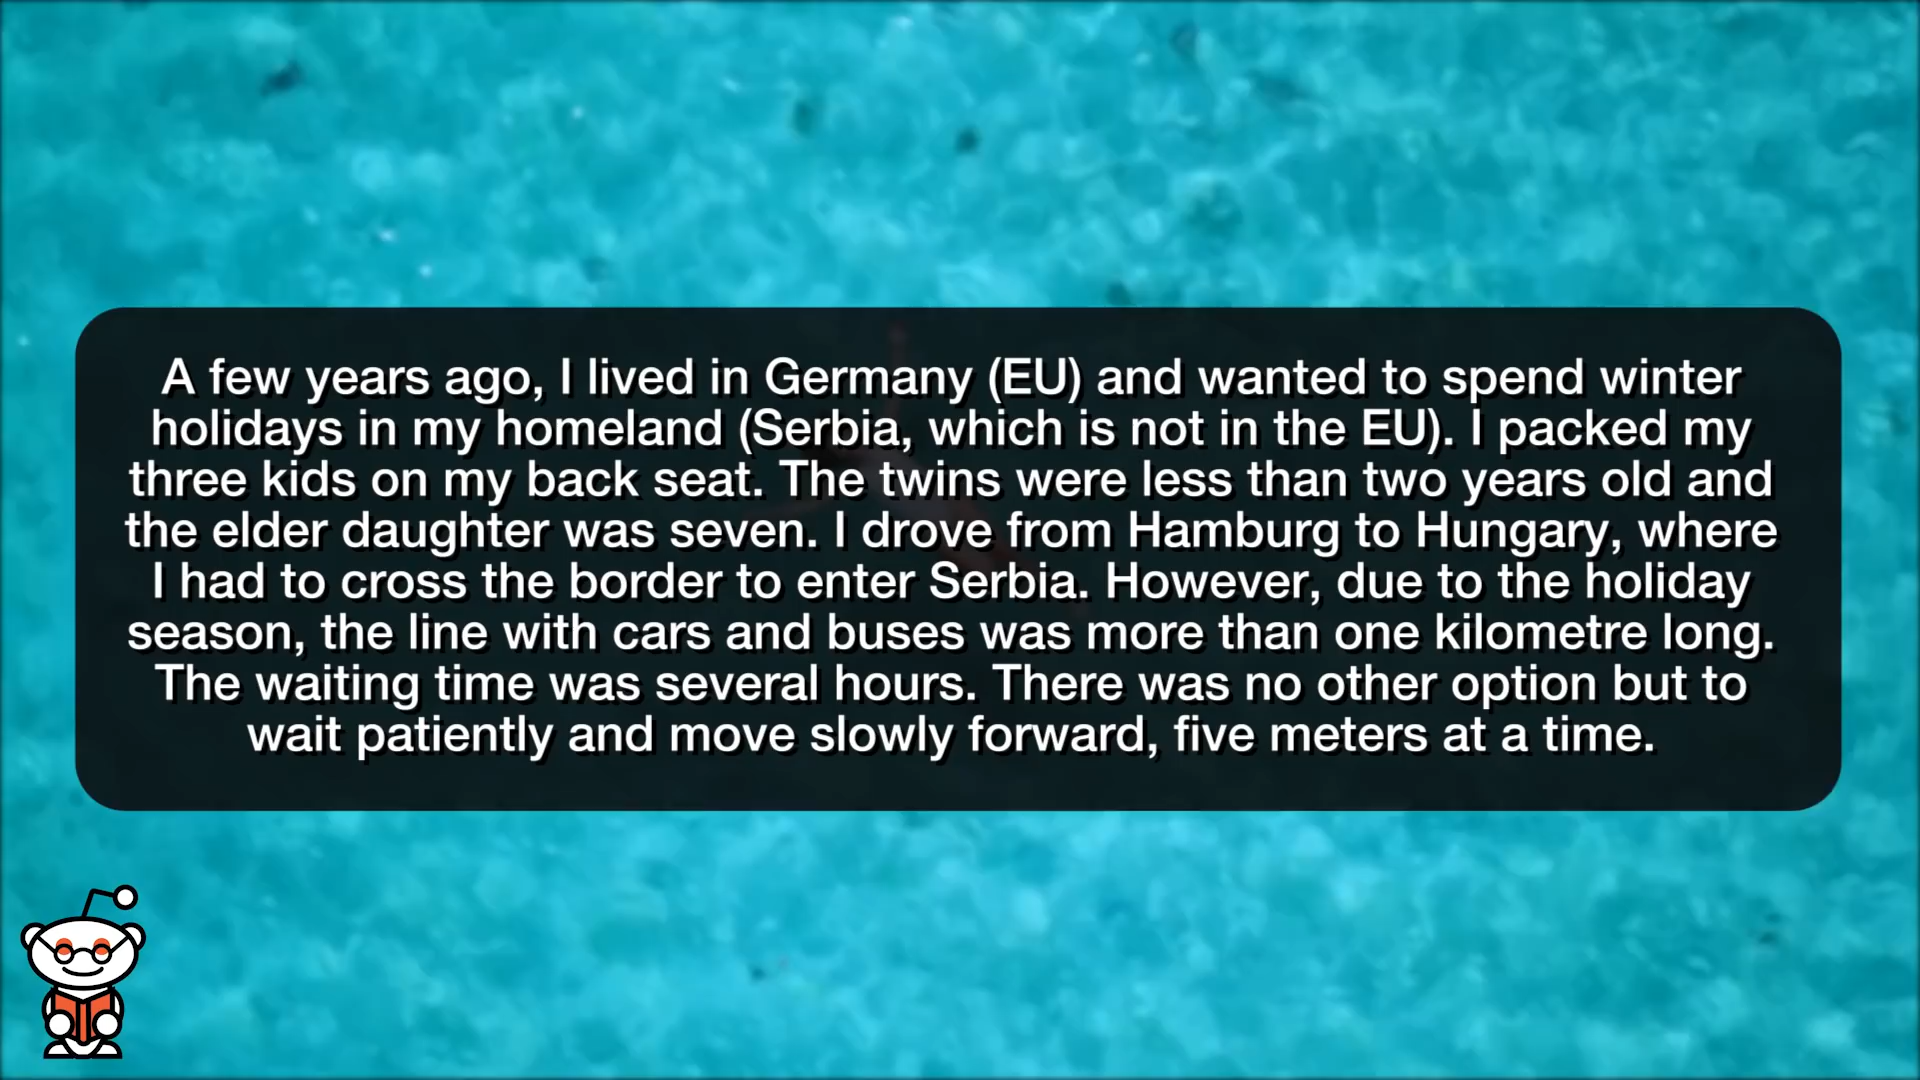 A few years ago, I lived in Germany (EU) and wanted to spend winter
holidays in my homeland (Serbia, which is not in the EU). I packed my
three kids on my back seat. The twins were less than two years old and
the elder daughter was seven. I drove from Hamburg to Hungary, where
I had to cross the border to enter Serbia. However, due to the holiday
season, the line with cars and buses was more than one kilometre long.
The waiting time was several hours. There was no other option but to
wait patiently and move slowly forward, five meters at a time.